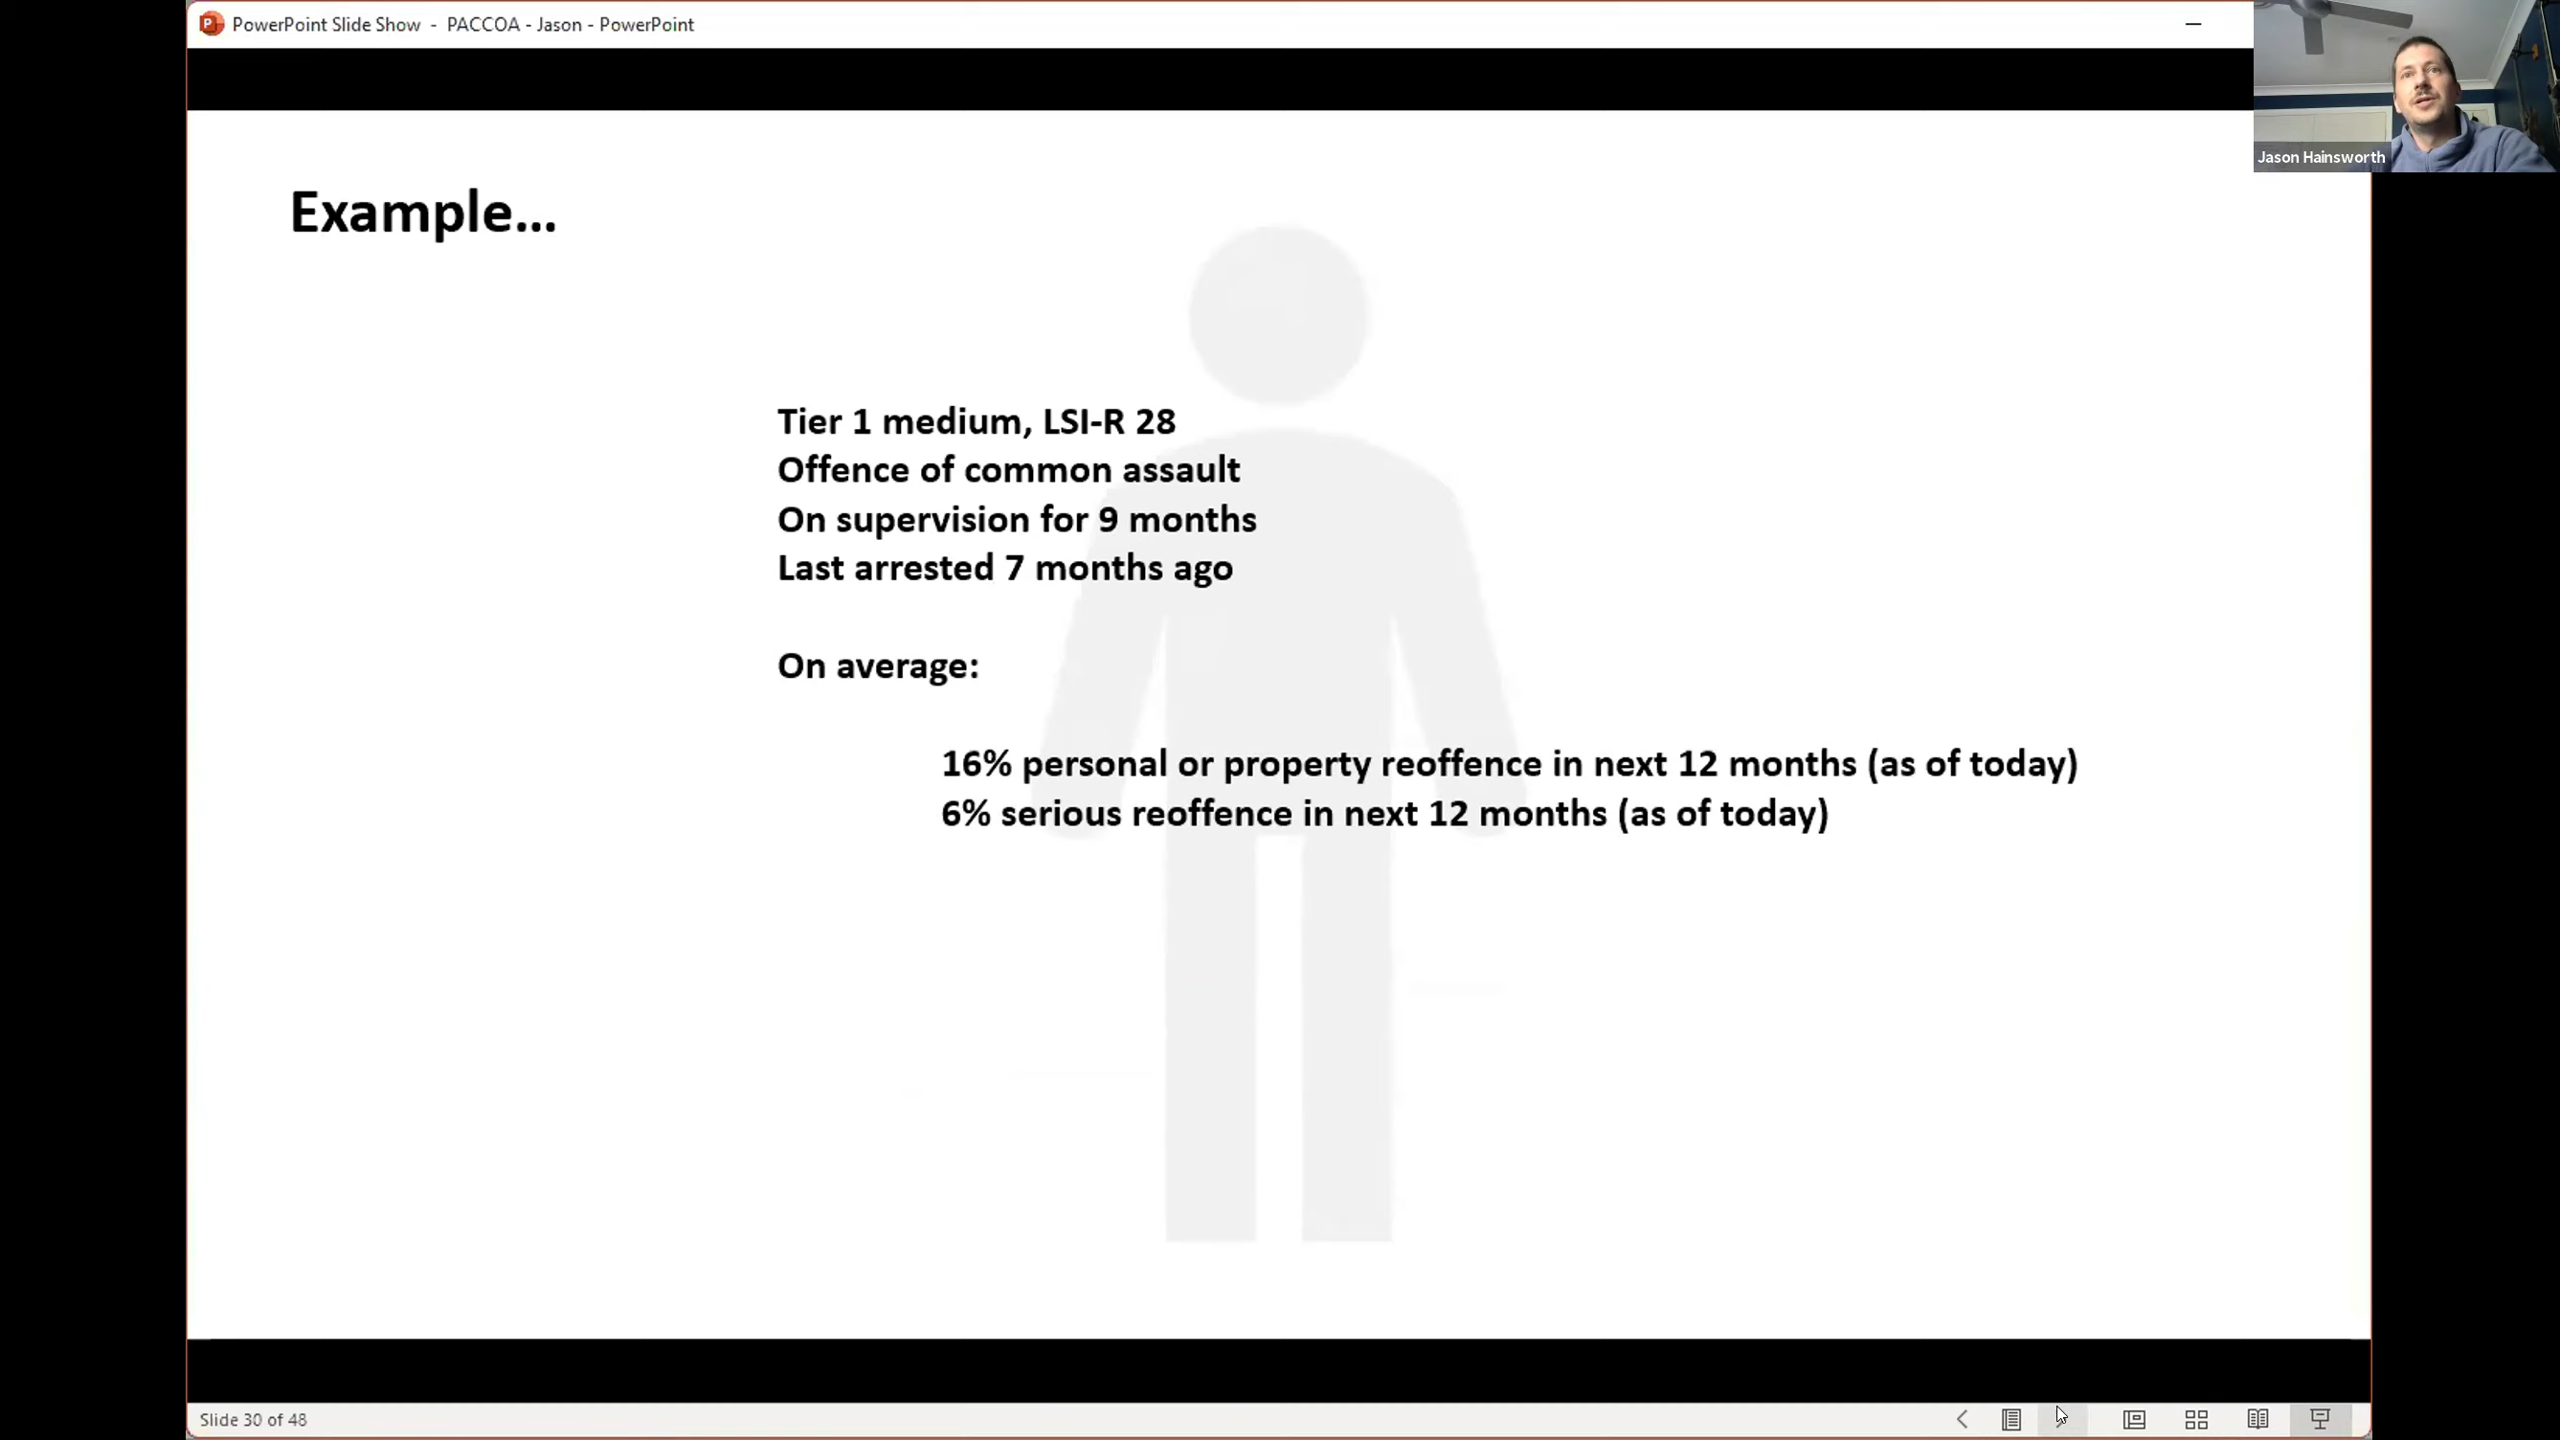 PowerPoint Slide Show - PACCOA - Jason - PowerPoint
Jason Hainsworth
Example...
Tier 1 medium, LSI-R 28
Offence of common assault
On supervision for 9 months
Last arrested 7 months ago
On average:
16% personal or property reoffence in next 12 months (as of today)
6% serious reoffence in next 12 months (as of today)
Slide 30 of 48